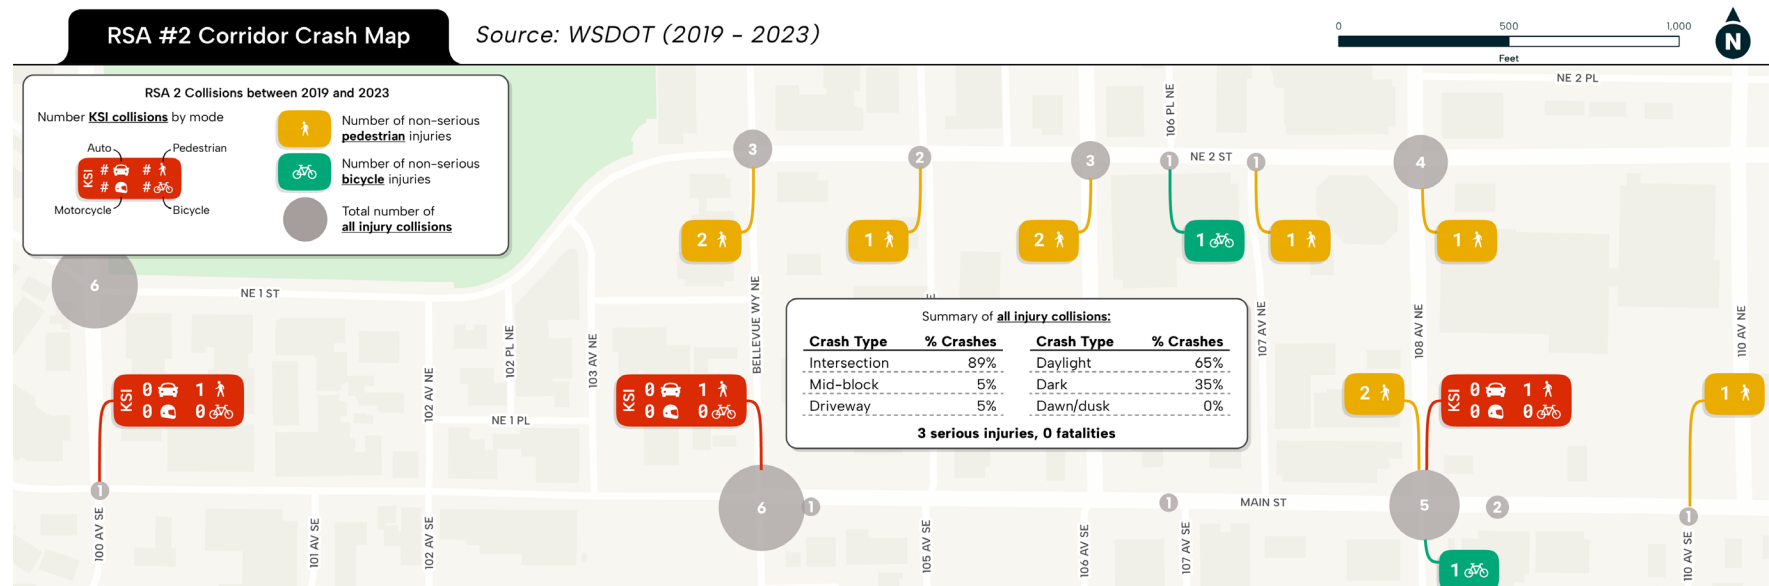 RSA #2 Corridor Crash Map
Source: WSDOT (2019 - 2023)
0 500 1,000
Feet
N
RSA 2 Collisions between 2019 and 2023
Number KSI collisions by mode
Auto Pedestrian
KSI # #
# #
Motorcycle Bicycle
Number of non-serious
pedestrian injuries
Number of non-serious
bicycle injuries
Total number of
all injury collisions
NE 2 PL
106 PL NE
3
2
3
1
NE 2 ST
1
4
2
1
2
1
1
1
6
NE 1 ST
BELLEVUE WY NE
102 PL NE
103 AV NE
102 AV NE
NE 1 PL
107 AV NE
108 AV NE
110 AV NE
E
Summary of all injury collisions:
Crash Type % Crashes Crash Type % Crashes
Intersection 89% Daylight 65%
Mid-block 5% Dark 35%
Driveway 5% Dawn/dusk 0%
3 serious injuries, 0 fatalities
KSI 0 1
0 0
KSI 0 1
0 0
2
KSI 0 1
0 0
1
1
6
1
1
MAIN ST
5
2
1
100 AV SE
101 AV SE
102 AV SE
105 AV SE
106 AV SE
107 AV SE
110 AV SE
1